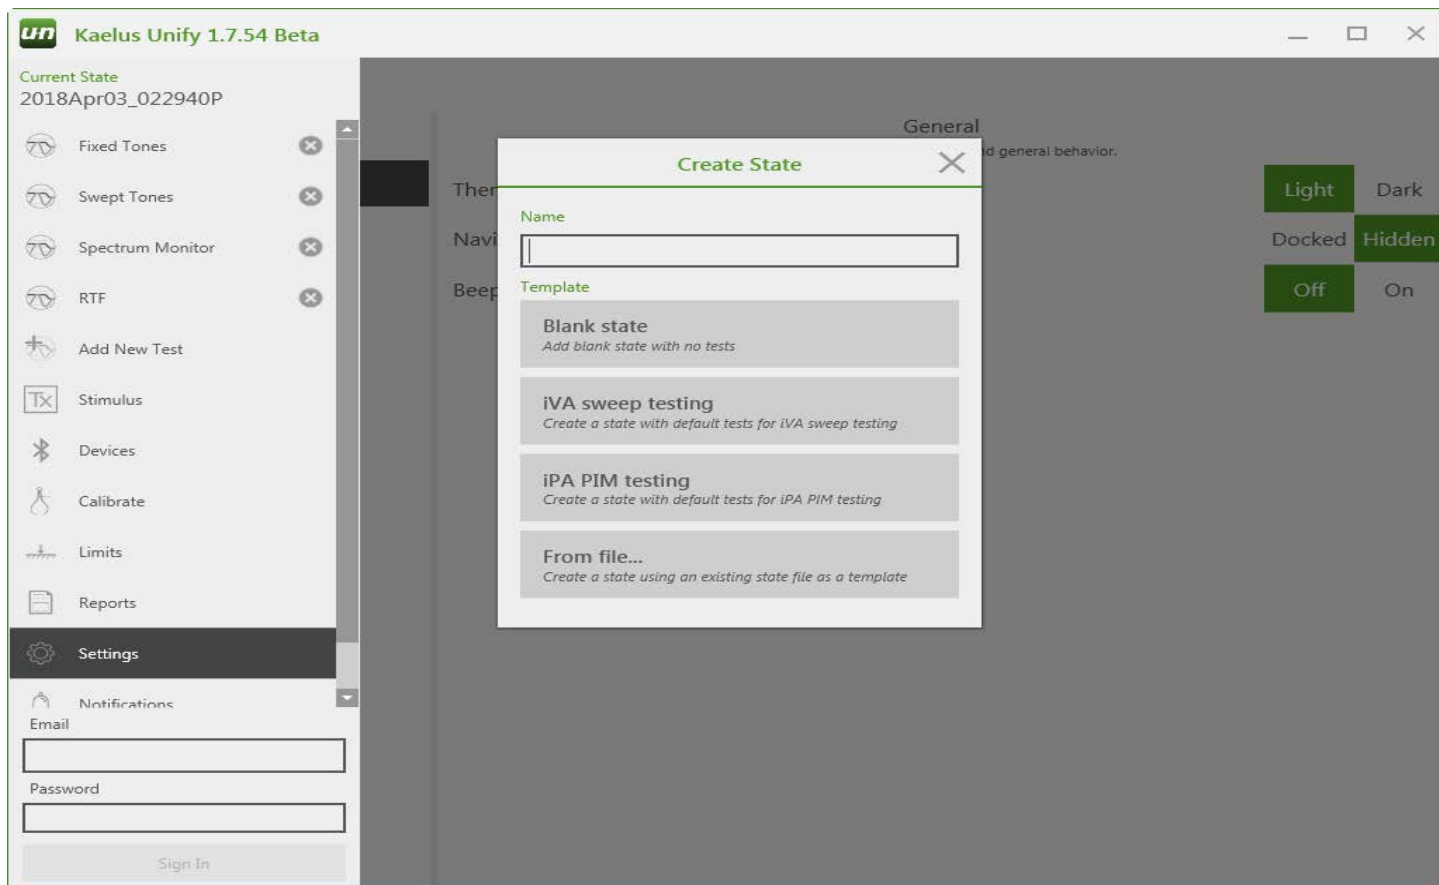 un Kaelus Unify 1.7.54 Beta
Current State
2018Apr03_022940P
Fixed Tones
Swept Tones
Spectrum Monitor
RTF
Add New Test
Tx Stimulus
Devices
Calibrate
Limits
Reports
Settings
Notifications
Email
Password
Sign In
General
general behavior.
Light Dark
Docked Hidden
Beep
Off On
Create State
Name
Template
Blank state
Add blank state with no tests
iVA sweep testing
Create a state with default tests for iVA sweep testing
iPA PIM testing
Create a state with default tests for iPA PIM testing
From file...
Create a state using an existing state file as a template